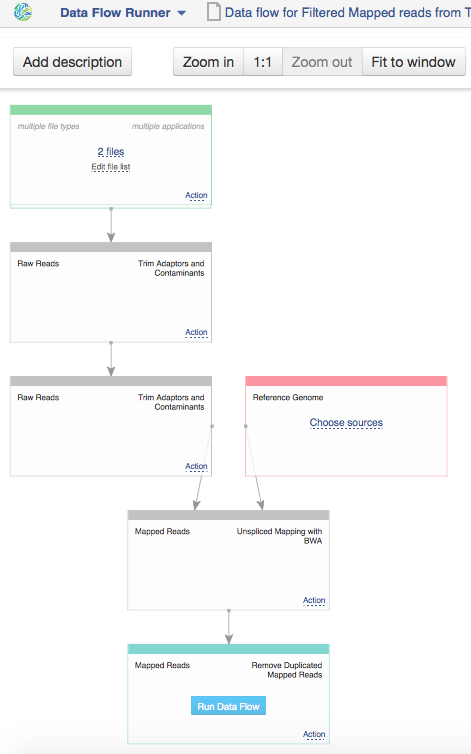 Data Flow Runner
Data flow for Filtered Mapped reads from
Add description
Zoom in
1:1
Zoom out
Fit to window
multiple file types
multiple applications
2 files
Edit file list
Action
Raw Reads
Trim Adaptors and
Contaminants
Action
Raw Reads
Trim Adaptors and
Contaminants
Action
Reference Genome
Choose sources
Mapped Reads
Unspliced Mapping with
BWA
Action
Mapped Reads
Remove Duplicated
Mapped Reads
Run Data Flow
Action